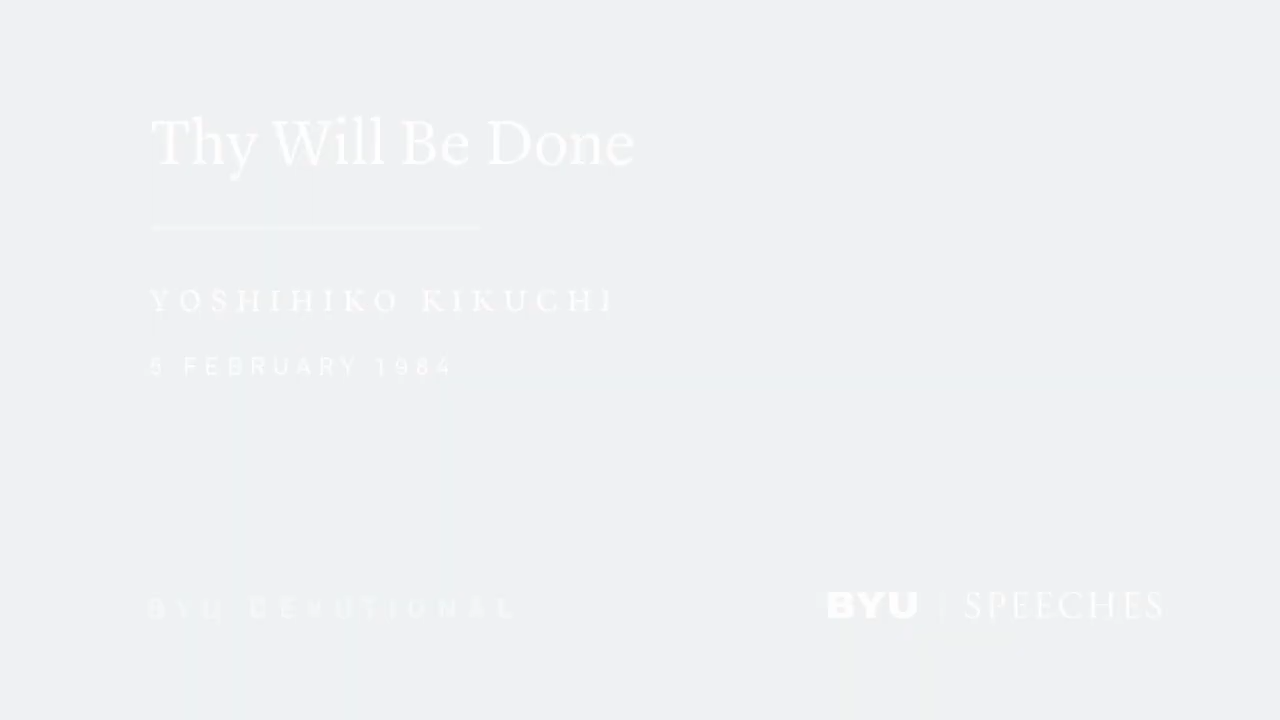 Thy Will Be Done
YOSHIHIKO KIKUCHI
5 FEBRUARY 1984
BYU DEVOTIONAL
BYU | SPEECHES